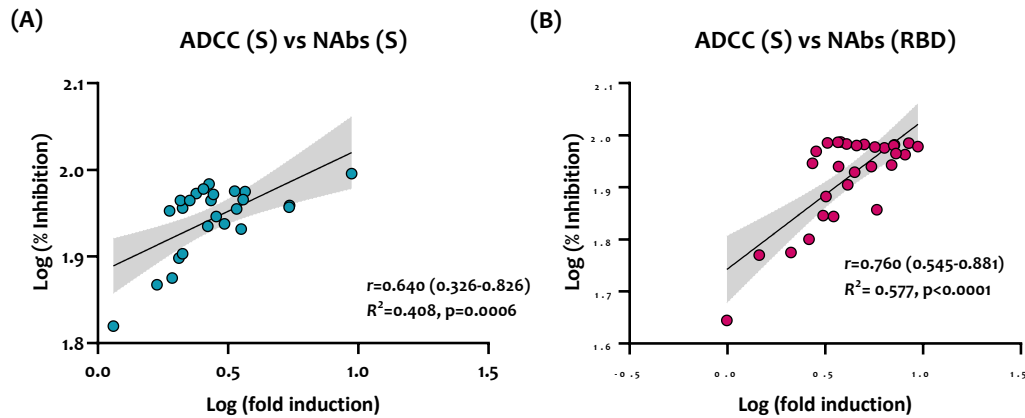 (A)
ADCC (S) vs NAbs (S)
Log (% Inhibition)
2.1
2.0
1.9
1.8
0.0
0.5
1.0
1.5
r=0.640 (0.326-0.826)
R²=0.408, p=0.0006
Log (fold induction)
(B)
ADCC (S) vs NAbs (RBD)
Log (% Inhibition)
2.1
2.0
1.9
1.8
1.7
1.6
-0.5
0.0
0.5
1.0
1.5
r=0.760 (0.545-0.881)
R²= 0.577, p<0.0001
Log (fold induction)